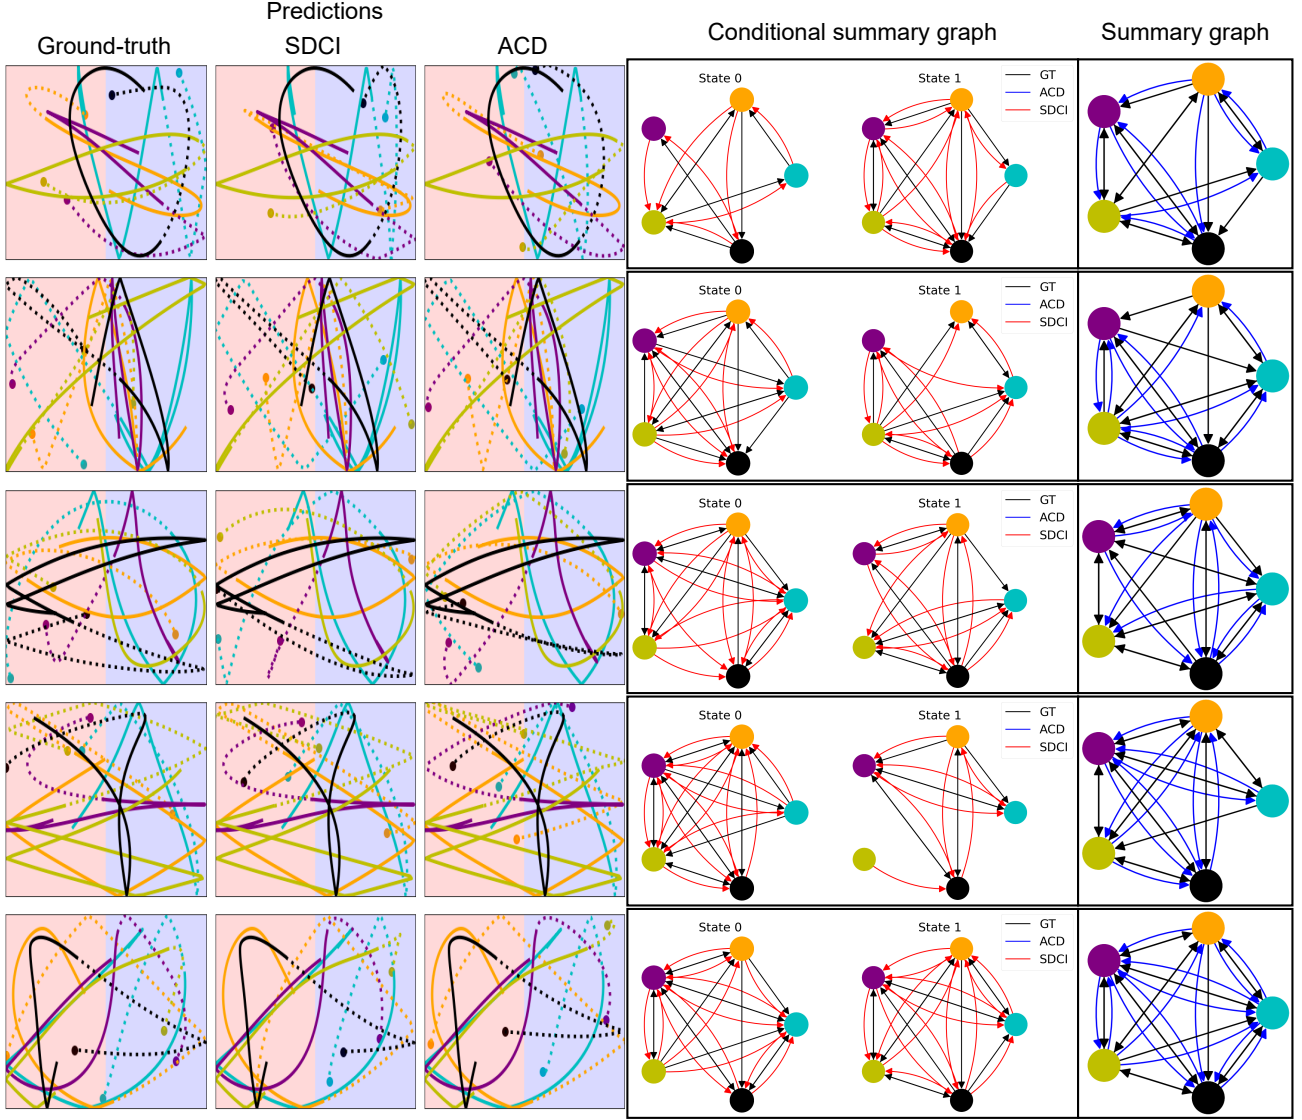 Predictions
Ground-truth SDCI ACD Conditional summary graph Summary graph
State 0 State 1 GT
ACD
SDCI
State 0 State 1 GT
ACD
SDCI
State 0 State 1 GT
ACD
SDCI
State 0 State 1 GT
ACD
SDCI
State 0 State 1 GT
ACD
SDCI